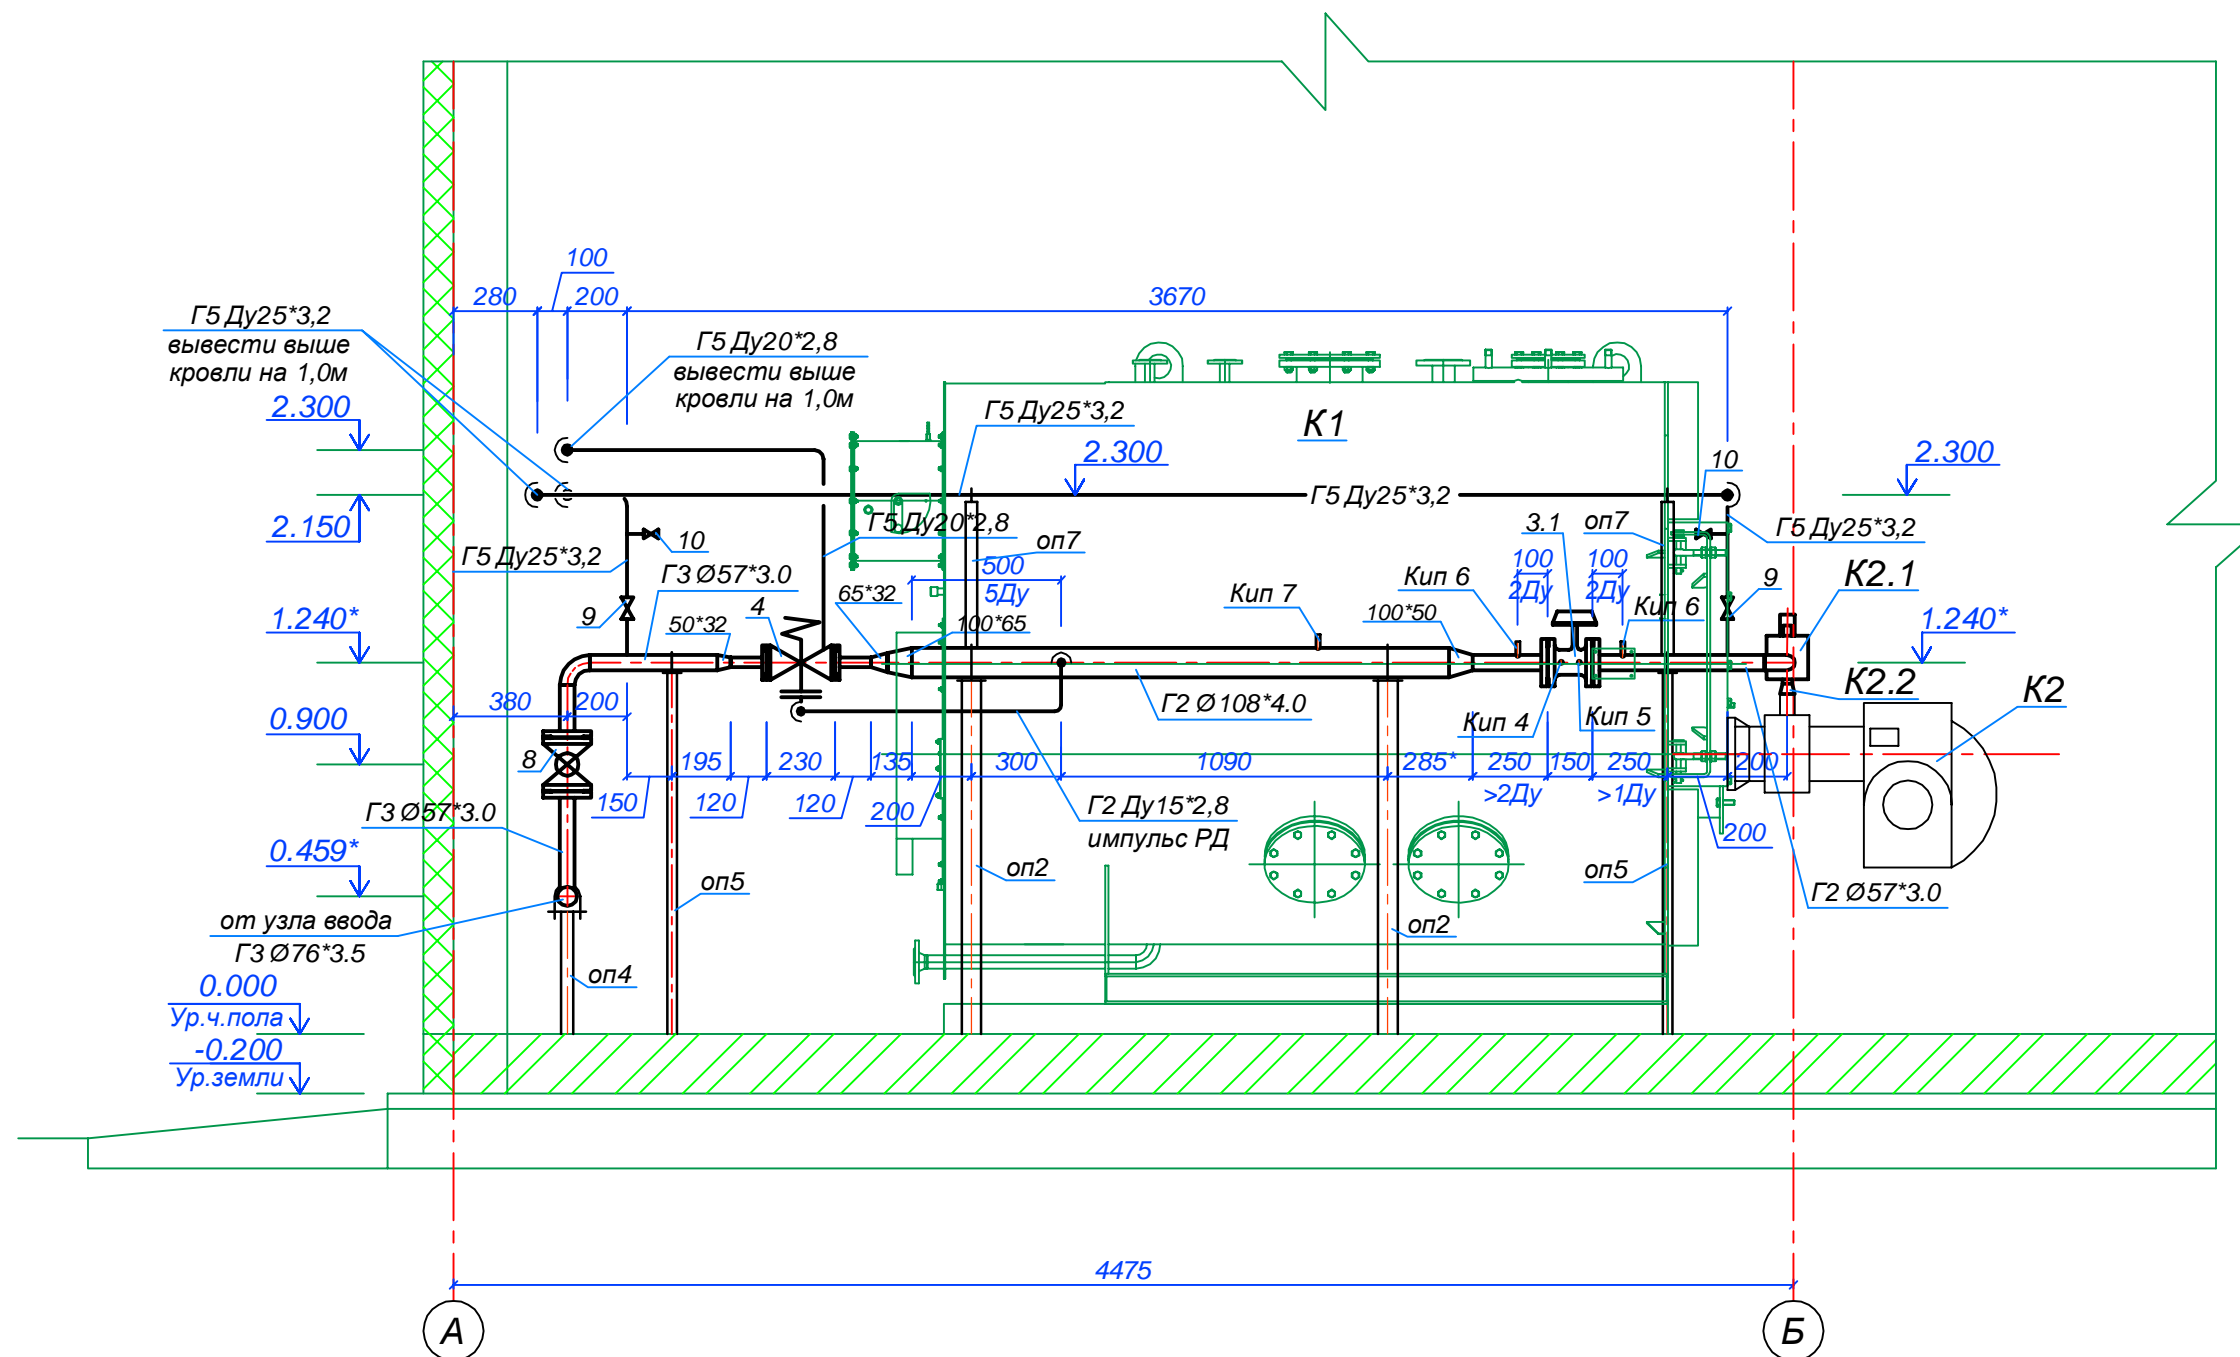 100
280
200
3670
Г5 Ду25*3,2
вывести выше
кровли на 1,0м
Г5 Ду20*2,8
вывести выше
кровли на 1,0м
2.300
Г5 Ду25*3,2
К1
2.300
2.300
10
Г5 Ду25*3,2
2.150
Г5 Ду20*2,8
3.1
оп7
Г5 Ду25*3,2
10
оп7
Г5 Ду25*3,2
Г3 Ø57*3.0
500
5Ду
Кип 7
Кип 6
100
2Ду
100
2Ду
Кип 6
9
К2.1
4
65*32
1.240*
9
50*32
100*65
100*50
1.240*
380
200
Г2 Ø108*4.0
Кип 4
Кип 5
К2.2
К2
0.900
8
195
230
135
300
1090
285*
250
150
250
200
150
120
120
200
>2Ду
>1Ду
200
Г3 Ø57*3.0
Г2 Ду15*2,8
импульс РД
0.459*
оп5
оп2
оп5
Г2 Ø57*3.0
от узла ввода
Г3 Ø76*3.5
оп2
оп4
0.000
Ур.ч.пола
-0.200
Ур.земли
4475
А
Б